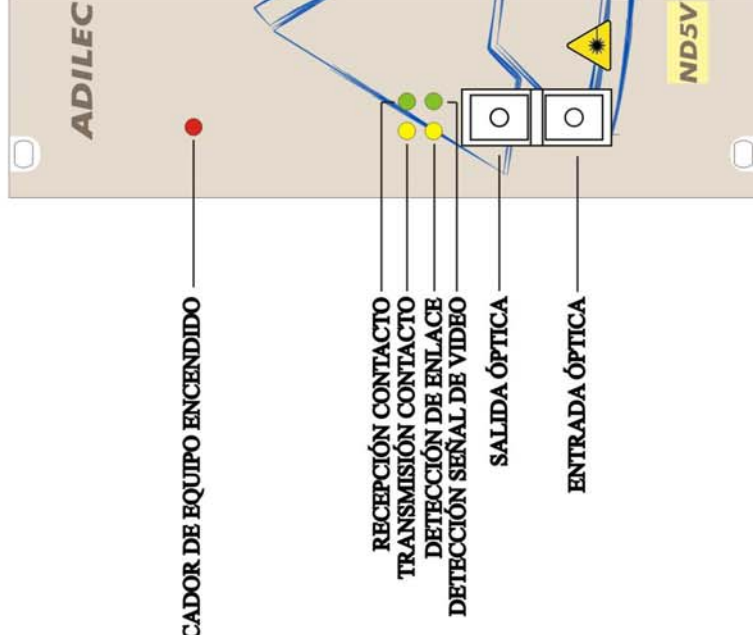 ADILEC
ND5V
CADOR DE EQUIPO ENCENDIDO
RECEPCIÓN CONTACTO
TRANSMISIÓN CONTACTO
DETECCIÓN DE ENLACE
DETECCIÓN SEÑAL DE VIDEO
SALIDA ÓPTICA
ENTRADA ÓPTICA